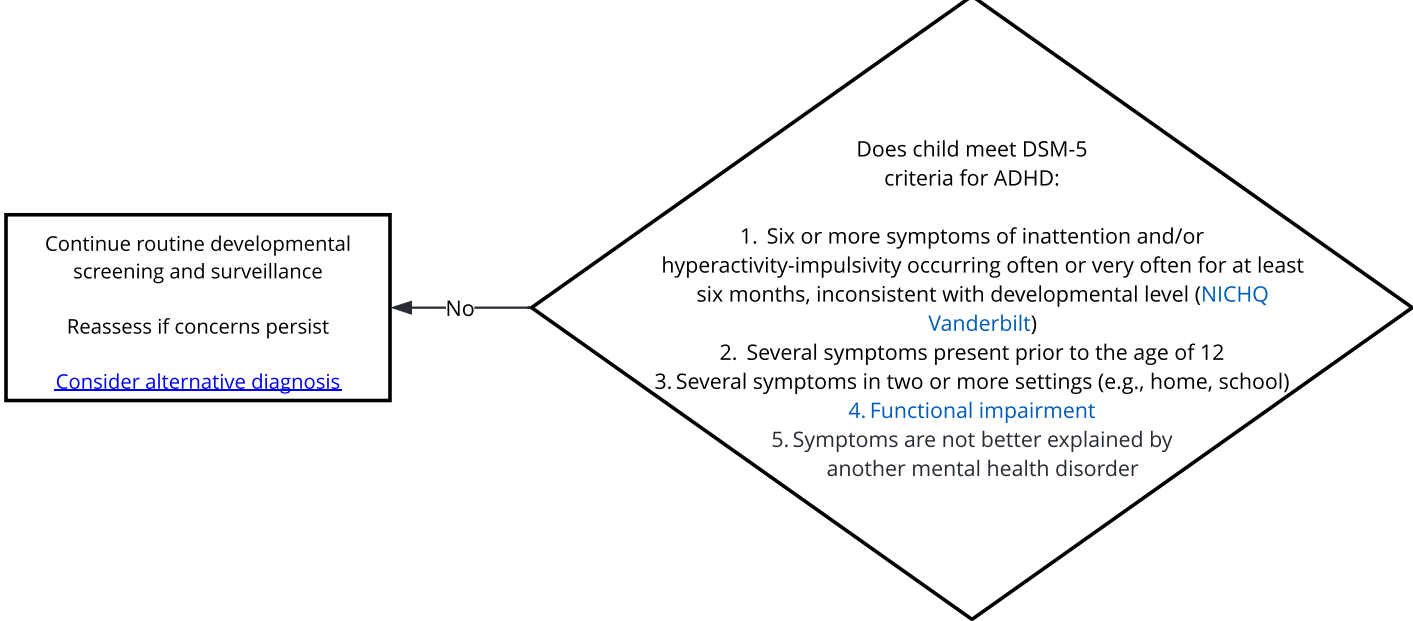 Continue routine developmental
screening and surveillance
Reassess if concerns persist
Consider alternative diagnosis
No
Does child meet DSM-5
criteria for ADHD:
1. Six or more symptoms of inattention and/or
hyperactivity-impulsivity occurring often or very often for at least
six months, inconsistent with developmental level (NICHQ
Vanderbilt)
2. Several symptoms present prior to the age of 12
3. Several symptoms in two or more settings (e.g., home, school)
4. Functional impairment
5. Symptoms are not better explained by
another mental health disorder